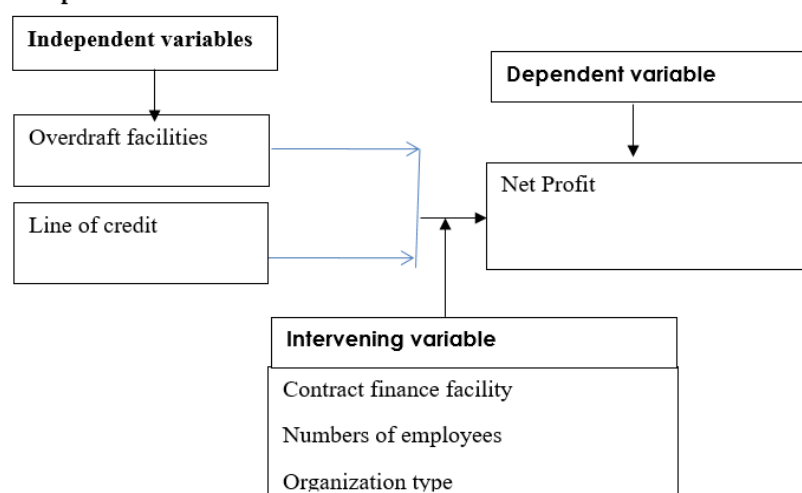 Independent variables
Dependent variable
Overdraft facilities
Net Profit
Line of credit
Intervening variable
Contract finance facility
Numbers of employees
Organization type